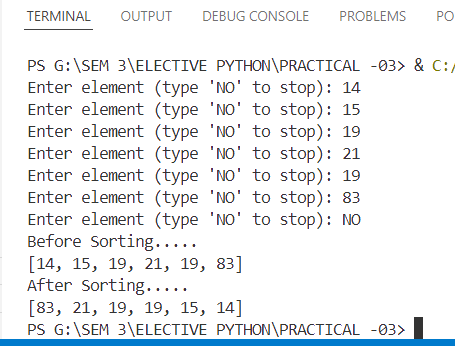 TERMINAL OUTPUT DEBUG CONSOLE PROBLEMS PO
PS G:\SEM 3\ELECTIVE PYTHON\PRACTICAL -03> & C:/
Enter element (type 'NO' to stop): 14
Enter element (type 'NO' to stop): 15
Enter element (type 'NO' to stop): 19
Enter element (type 'NO' to stop): 21
Enter element (type 'NO' to stop): 19
Enter element (type 'NO' to stop): 83
Enter element (type 'NO' to stop): NO
Before Sorting.....
[14, 15, 19, 21, 19, 83]
After Sorting.....
[83, 21, 19, 19, 15, 14]
PS G:\SEM 3\ELECTIVE PYTHON\PRACTICAL -03>